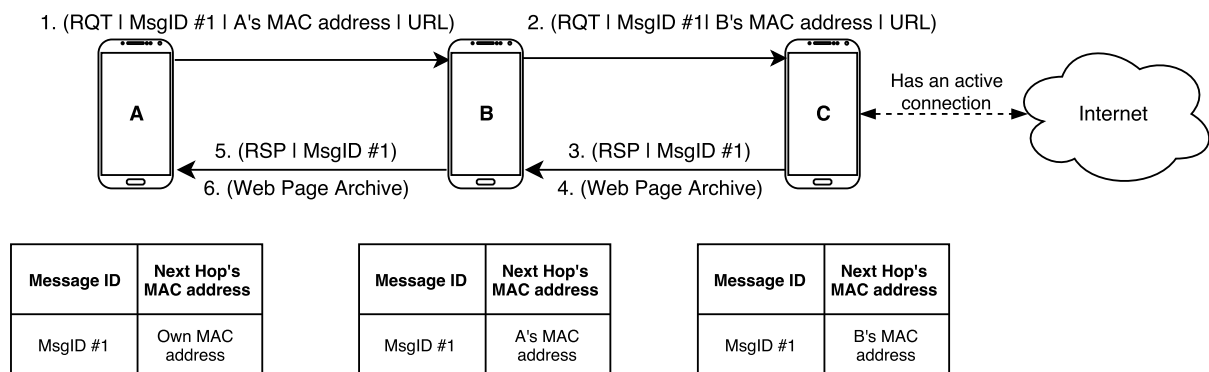 1. (RQT | MsgID #1 | A's MAC address | URL)
2. (RQT | MsgID #1| B's MAC address | URL)
A
B
C
Has an active
connection
Internet
5. (RSP | MsgID #1)
6. (Web Page Archive)
3. (RSP | MsgID #1)
4. (Web Page Archive)
Message ID
Next Hop's
MAC address
MsgID #1
Own MAC
address
Message ID
Next Hop's
MAC address
MsgID #1
A's MAC
address
Message ID
Next Hop's
MAC address
MsgID #1
B's MAC
address